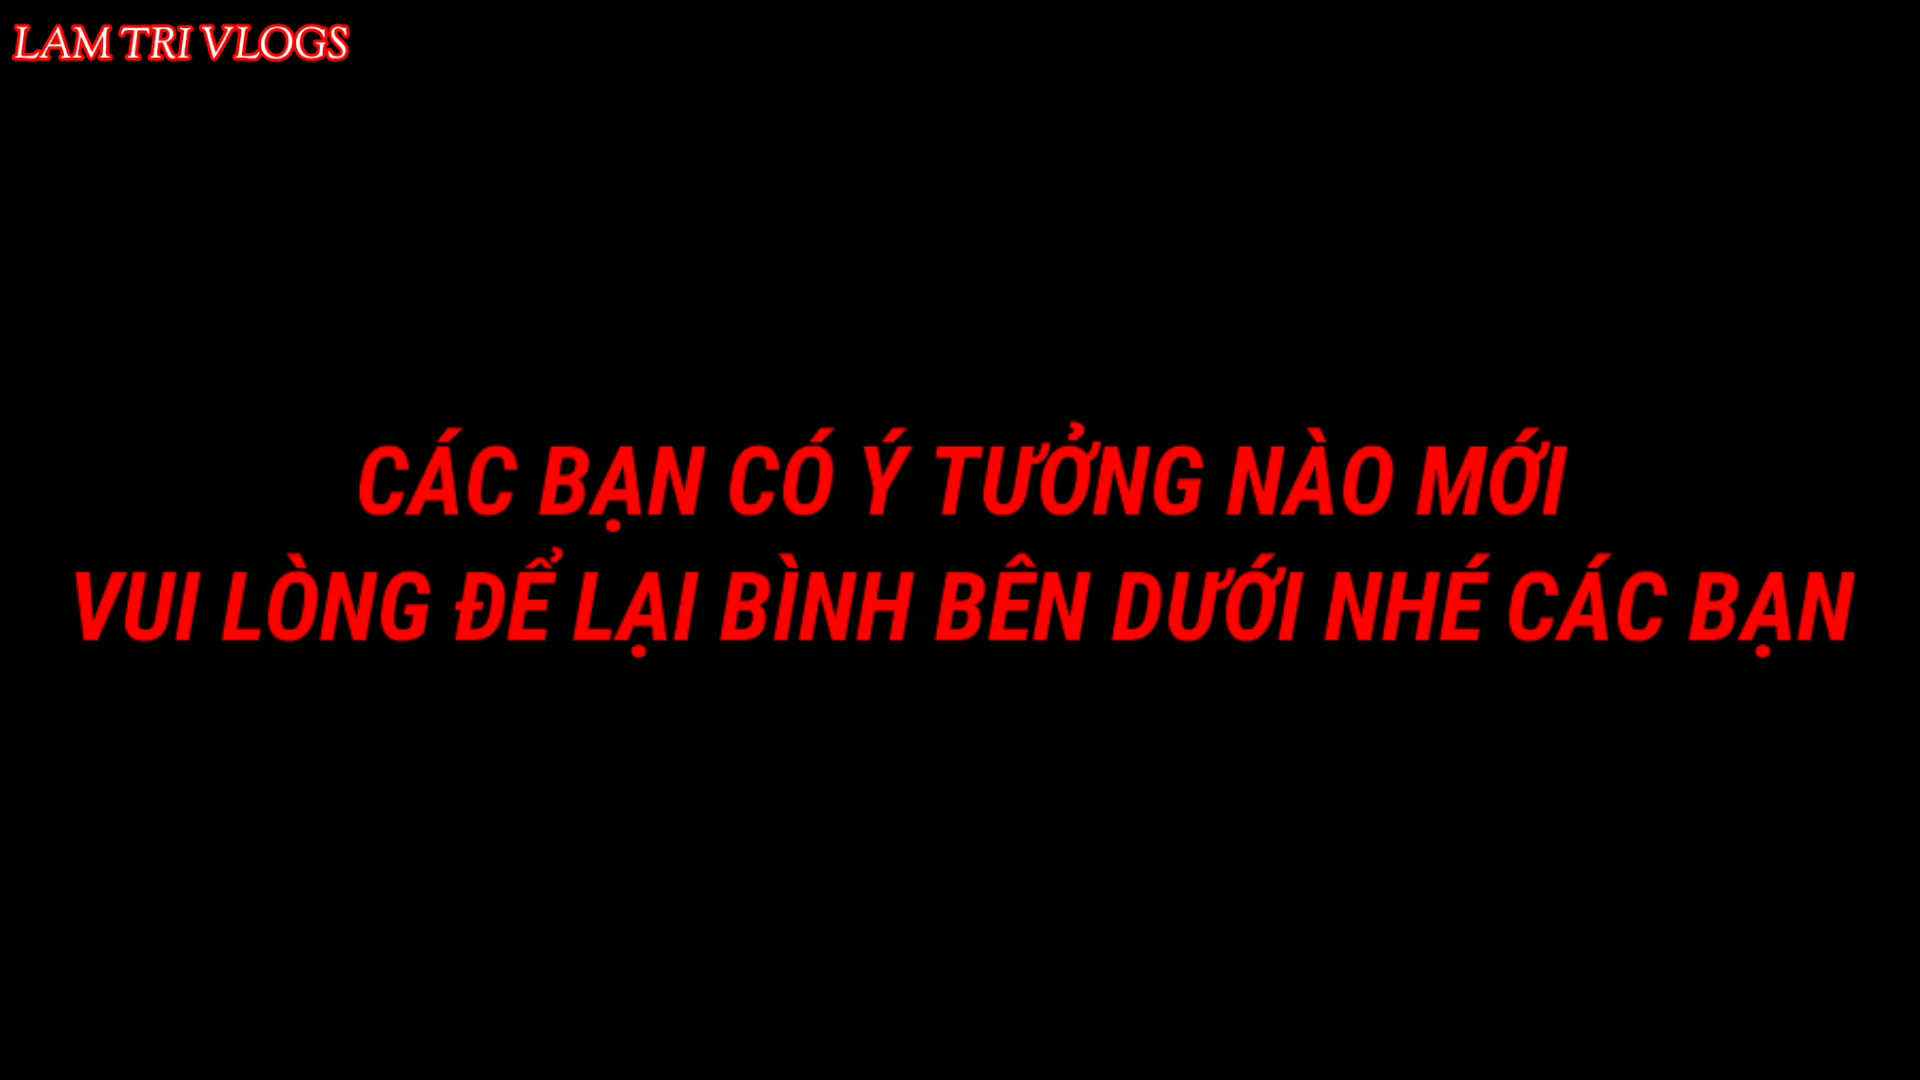 LAM TRI VLOGS
CÁC BẠN CÓ Ý TƯỞNG NÀO MỚI
VUI LÒNG ĐỂ LẠI BÌNH BÊN DƯỚI NHÉ CÁC BẠN